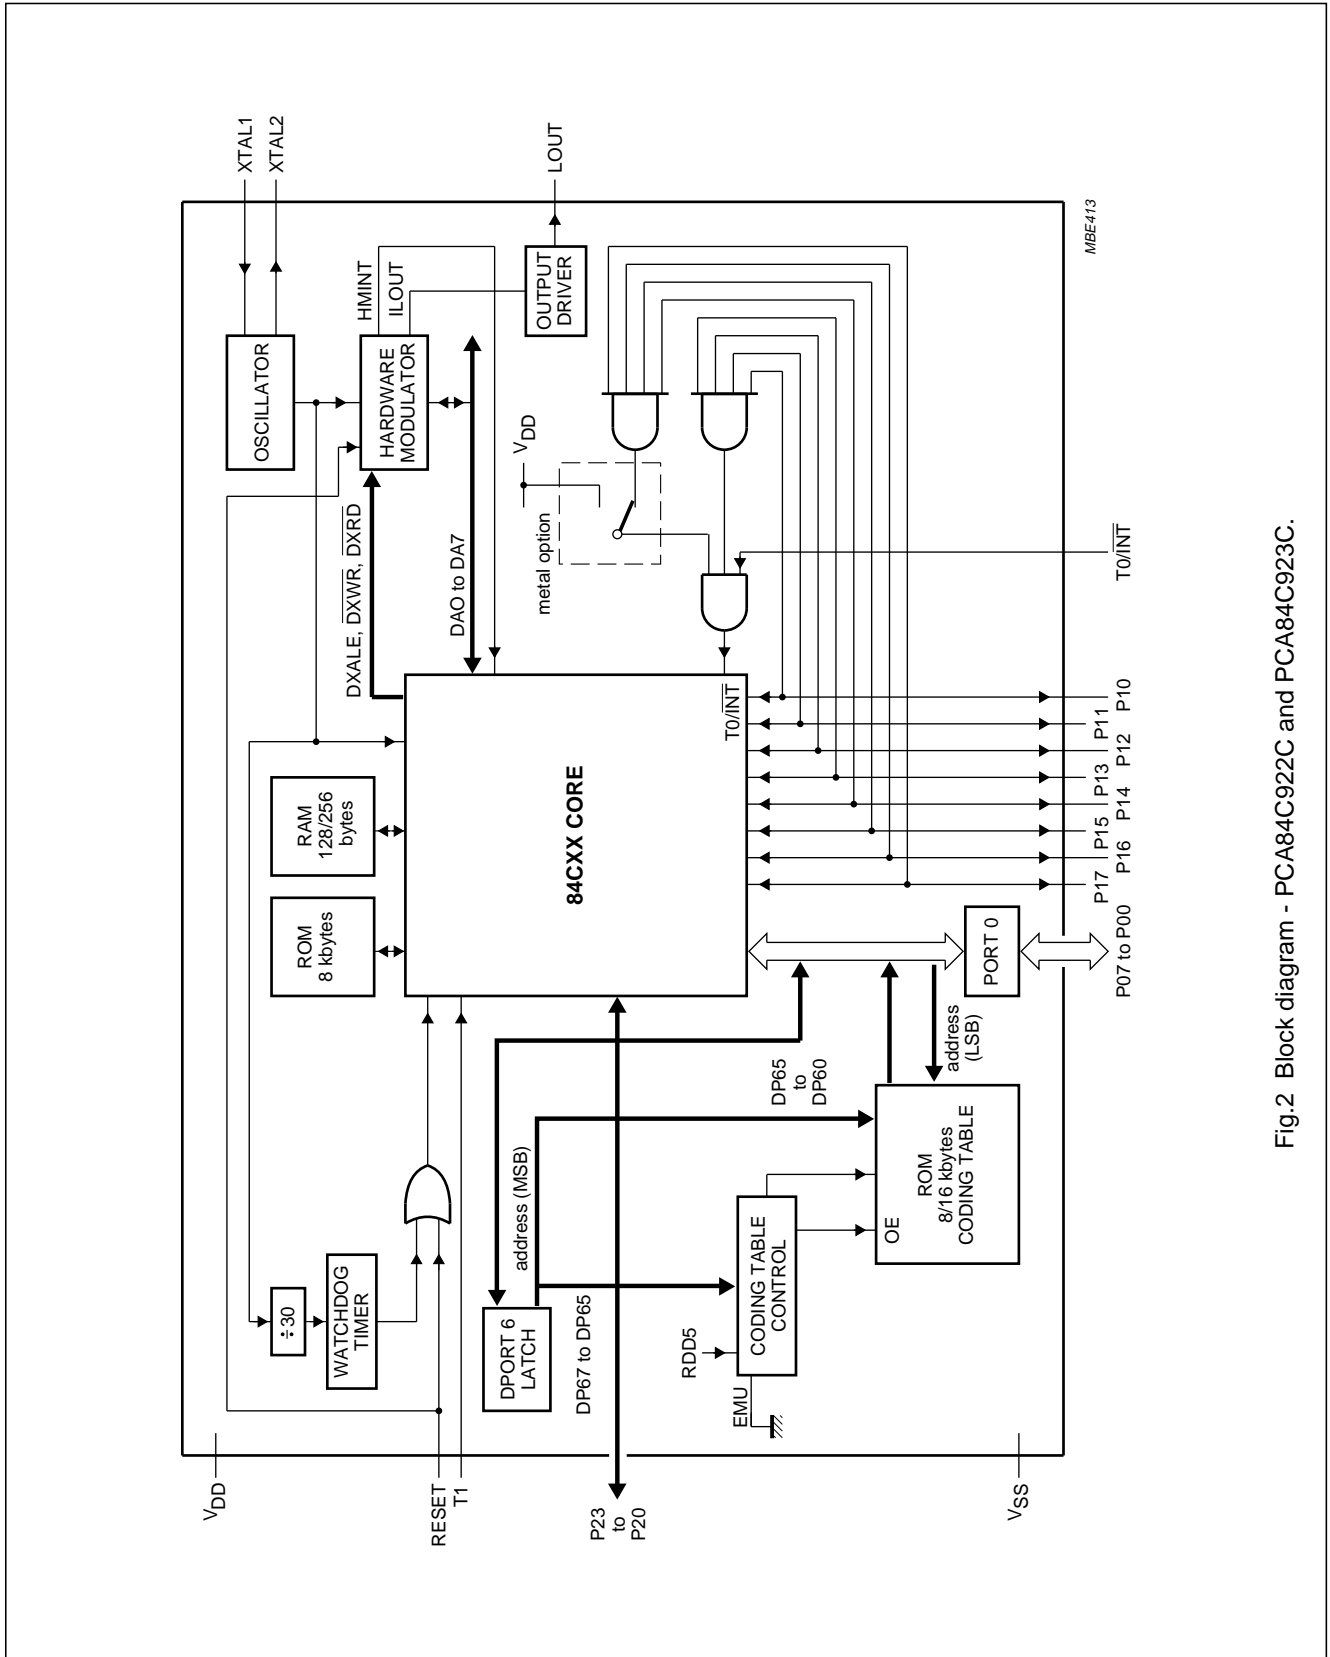 XTAL1
XTAL2
LOUT
MBE413
OSCILLATOR
HMINT
ILOUT
HARDWARE
MODULATOR
OUTPUT
DRIVER
DXALE, DXWR, DXRD
DAO to DA7
VDD
metal option
T0/INT
RAM
128/256
bytes
ROM
8 kbytes
84CXX CORE
T0/INT
P10
P11
P12
P13
P14
P15
P16
P17
P07 to P00
PORT 0
÷30
WATCHDOG
TIMER
address (MSB)
DPORT 6
LATCH
DP67 to DP65
DP65
to
DP60
address
(LSB)
RDD5
EMU
CODING TABLE
CONTROL
OE
ROM
8/16 kbytes
CODING TABLE
VDD
RESET
T1
P23
to
P20
VSS
Fig.2 Block diagram - PCA84C922C and PCA84C923C.